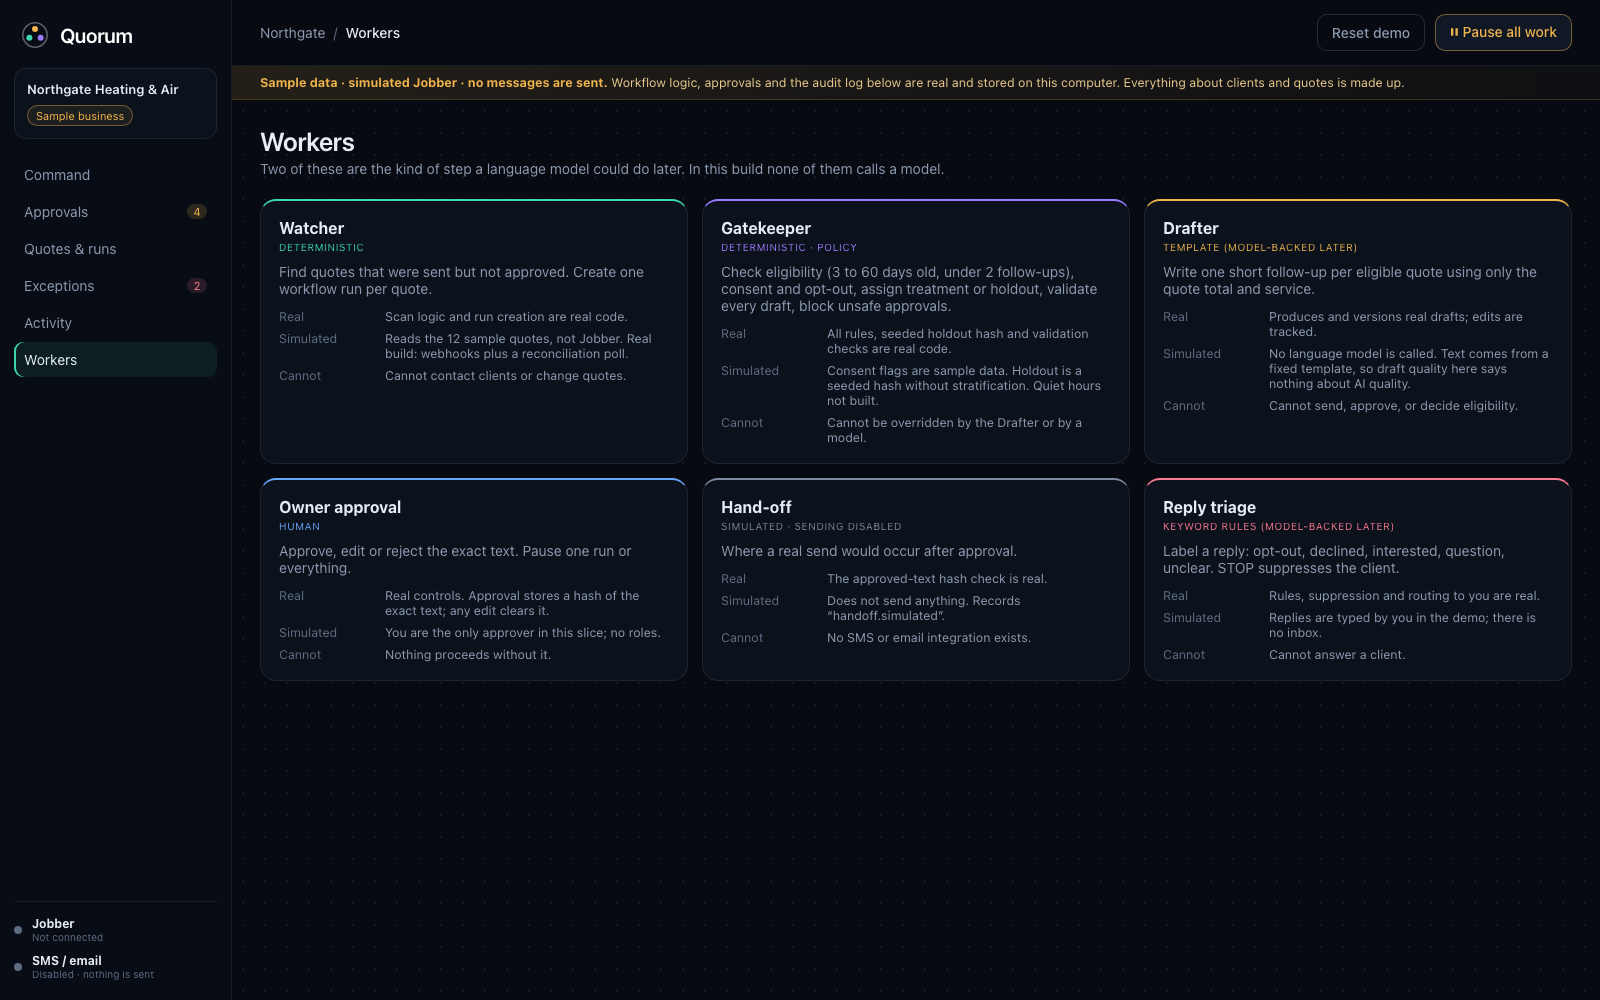 Quorum
Northgate Heating & Air
Sample business
Command
Approvals 4
Quotes & runs
Exceptions 2
Activity
Workers
Jobber
Not connected
SMS / email
Disabled · nothing is sent
Northgate / Workers
Reset demo
Pause all work
Sample data · simulated Jobber · no messages are sent. Workflow logic, approvals and the audit log below are real and stored on this computer. Everything about clients and quotes is made up.
Workers
Two of these are the kind of step a language model could do later. In this build none of them calls a model.
Watcher
DETERMINISTIC
Find quotes that were sent but not approved. Create one
workflow run per quote.
Real Scan logic and run creation are real code.
Simulated Reads the 12 sample quotes, not Jobber. Real
build: webhooks plus a reconciliation poll.
Cannot Cannot contact clients or change quotes.
Gatekeeper
DETERMINISTIC · POLICY
Check eligibility (3 to 60 days old, under 2 follow-ups),
consent and opt-out, assign treatment or holdout, validate
every draft, block unsafe approvals.
Real All rules, seeded holdout hash and validation
checks are real code.
Simulated Consent flags are sample data. Holdout is a
seeded hash without stratification. Quiet hours
not built.
Cannot Cannot be overridden by the Drafter or by a
model.
Drafter
TEMPLATE (MODEL-BACKED LATER)
Write one short follow-up per eligible quote using only the
quote total and service.
Real Produces and versions real drafts; edits are
tracked.
Simulated No language model is called. Text comes from a
fixed template, so draft quality here says
nothing about AI quality.
Cannot Cannot send, approve, or decide eligibility.
Owner approval
HUMAN
Approve, edit or reject the exact text. Pause one run or
everything.
Real Real controls. Approval stores a hash of the
exact text; any edit clears it.
Simulated You are the only approver in this slice; no roles.
Cannot Nothing proceeds without it.
Hand-off
SIMULATED · SENDING DISABLED
Where a real send would occur after approval.
Real The approved-text hash check is real.
Simulated Does not send anything. Records
“handoff.simulated”.
Cannot No SMS or email integration exists.
Reply triage
KEYWORD RULES (MODEL-BACKED LATER)
Label a reply: opt-out, declined, interested, question,
unclear. STOP suppresses the client.
Real Rules, suppression and routing to you are real.
Simulated Replies are typed by you in the demo; there is
no inbox.
Cannot Cannot answer a client.